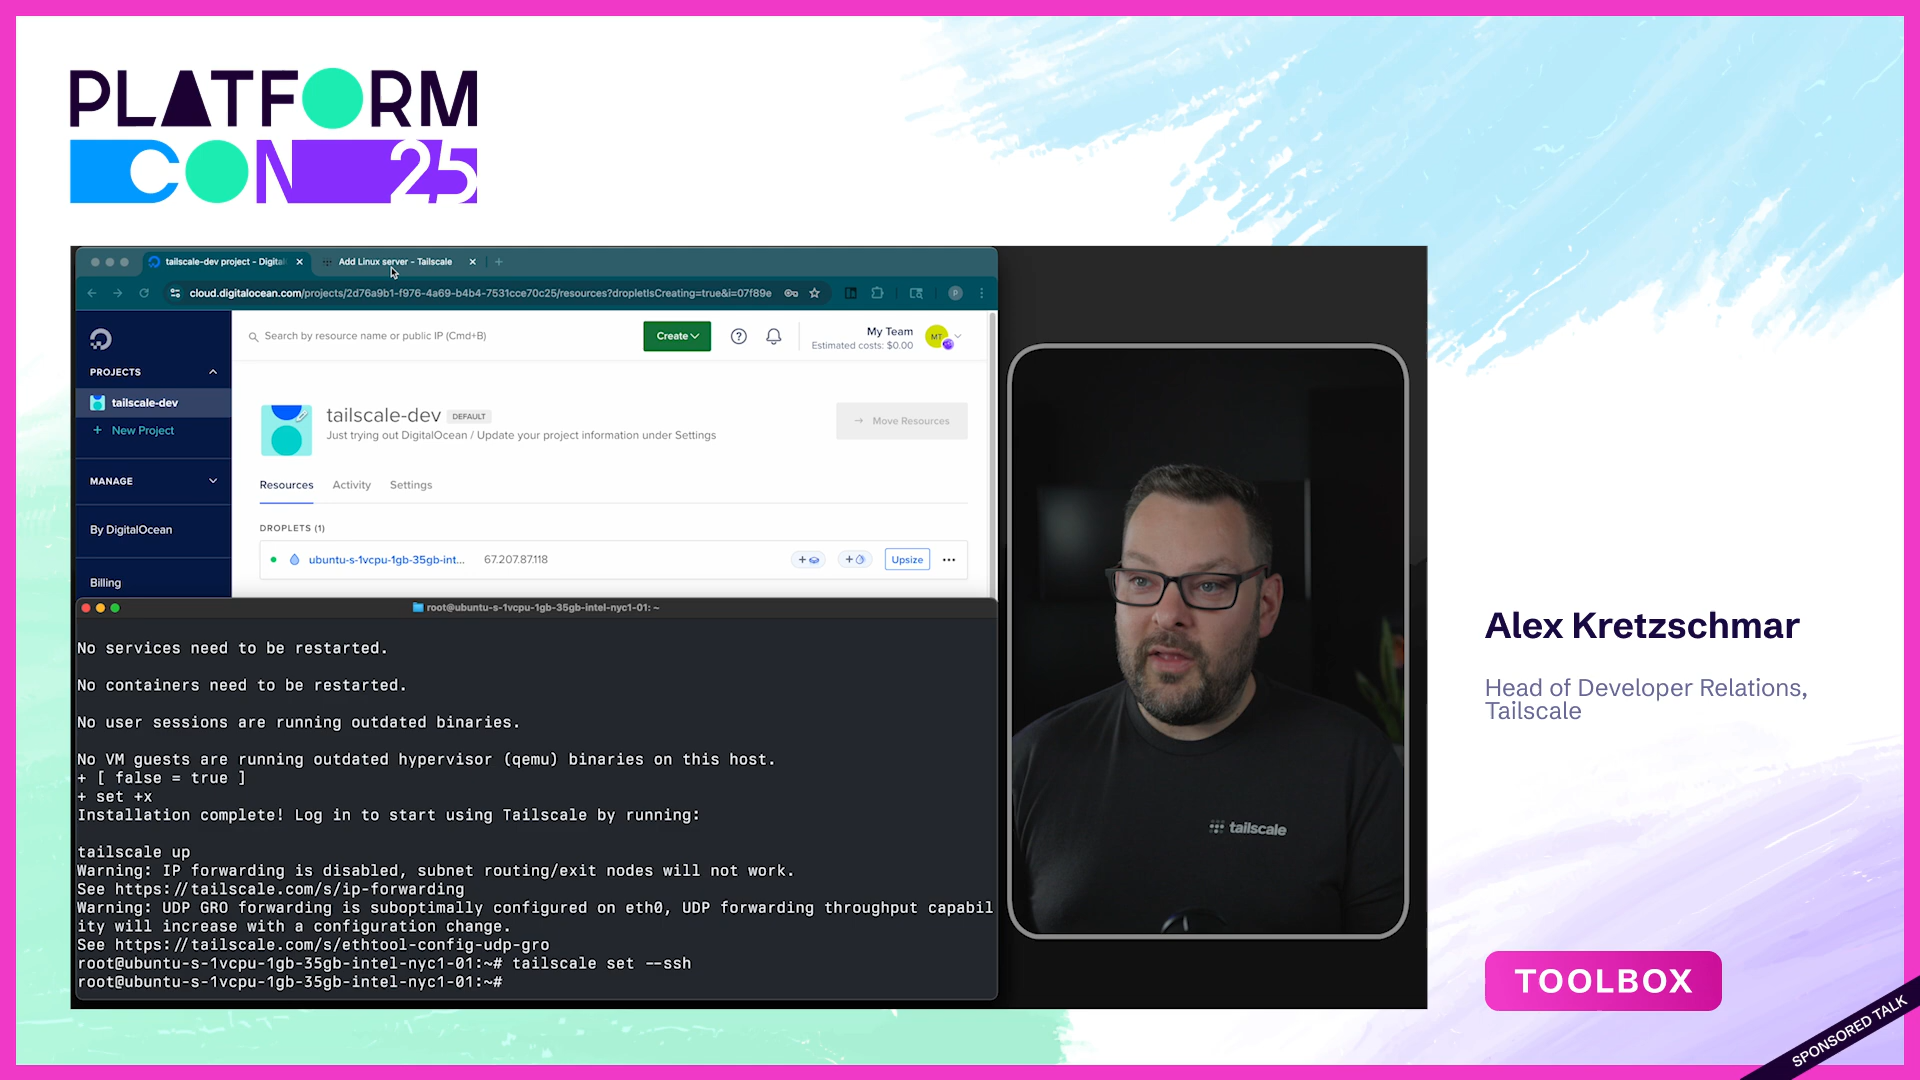 PLATFORM
CON 25
tailscale-dev project - Digital
Add Linux server - Tailscale
cloud.digitalocean.com/projects/2d76a9b1-f976-4a69-b4b4-7531cce70c25/resources?dropletIsCreating=true&i=07f89e
P
Search by resource name or public IP (Cmd+B)
Create
My Team
Estimated costs: $0.00
MT
PROJECTS
tailscale-dev
+ New Project
MANAGE
By DigitalOcean
Billing
tailscale-dev DEFAULT
Just trying out DigitalOcean / Update your project information under Settings
→ Move Resources
Resources
Activity
Settings
DROPLETS (1)
ubuntu-s-1vcpu-1gb-35gb-int... 67.207.87.118
Upsize
root@ubuntu-s-1vcpu-1gb-35gb-intel-nyc1-01: ~
No services need to be restarted.
No containers need to be restarted.
No user sessions are running outdated binaries.
No VM guests are running outdated hypervisor (qemu) binaries on this host.
+ [ false = true ]
+ set +x
Installation complete! Log in to start using Tailscale by running:
tailscale up
Warning: IP forwarding is disabled, subnet routing/exit nodes will not work.
See https://tailscale.com/s/ip-forwarding
Warning: UDP GRO forwarding is suboptimally configured on eth0, UDP forwarding throughput capabil
ity will increase with a configuration change.
See https://tailscale.com/s/ethtool-config-udp-gro
root@ubuntu-s-1vcpu-1gb-35gb-intel-nyc1-01:~# tailscale set --ssh
root@ubuntu-s-1vcpu-1gb-35gb-intel-nyc1-01:~#
tailscale
Alex Kretzschmar
Head of Developer Relations,
Tailscale
TOOLBOX
SPONSORED TALK